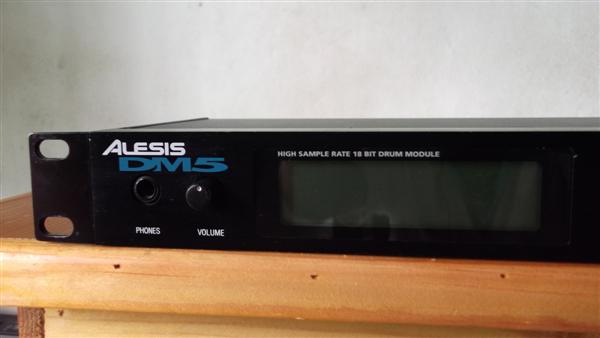 ALESIS
DM5
HIGH SAMPLE RATE 18 BIT DRUM MODULE
PHONES
VOLUME